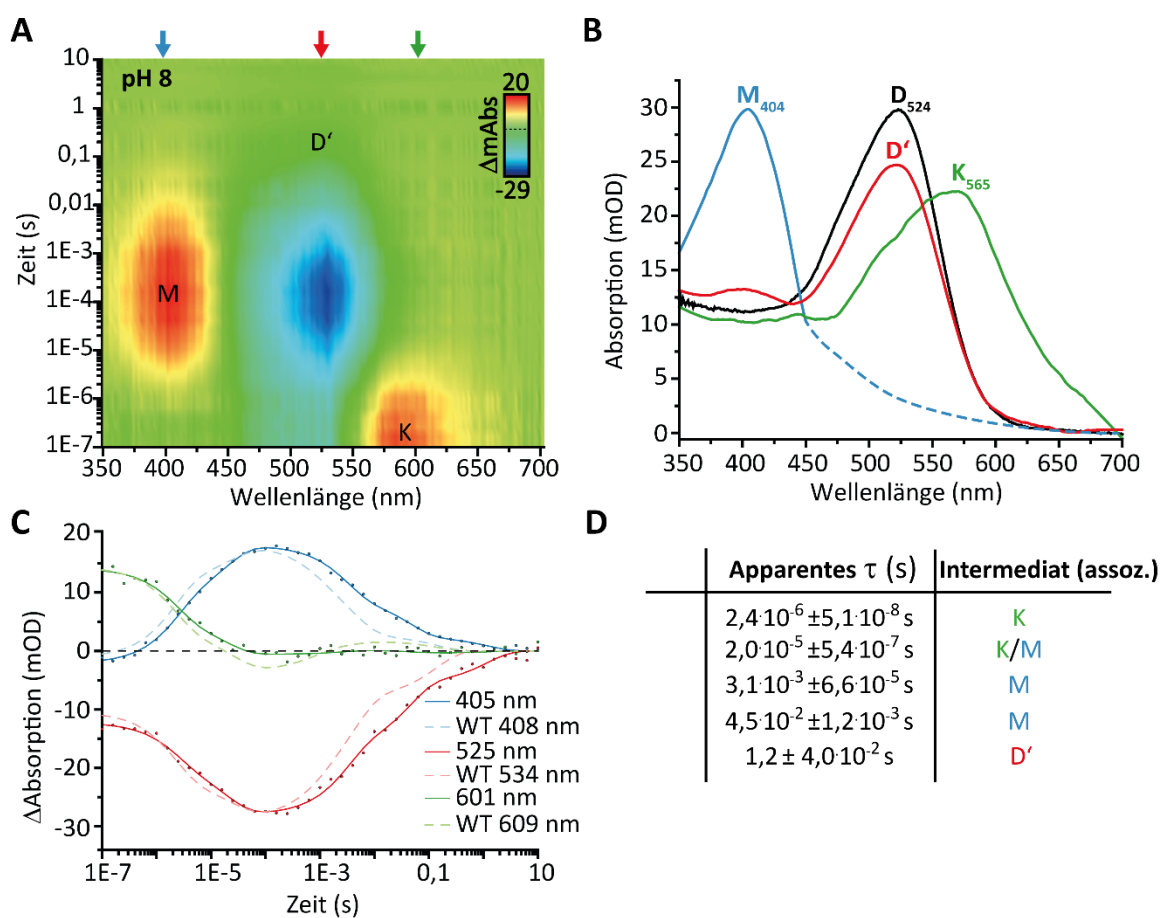 A
pH 8
20
-29
ΔmAbs
D‘
M
K
10
1
0,1
0,01
1E-3
1E-4
1E-5
1E-6
1E-7
Zeit (s)
350 400 450 500 550 600 650 700
Wellenlänge (nm)
B
M404
D524
D‘
K565
30
25
20
15
10
5
0
Absorption (mOD)
350 400 450 500 550 600 650 700
Wellenlänge (nm)
C
20
10
0
-10
-20
-30
ΔAbsorption (mOD)
405 nm
WT 408 nm
525 nm
WT 534 nm
601 nm
WT 609 nm
1E-7 1E-5 1E-3 0,1 10
Zeit (s)
D
Apparentes τ (s) Intermediat (assoz.)
2,4·10-6 ±5,1·10-8 s K
2,0·10-5 ±5,4·10-7 s K/M
3,1·10-3 ±6,6·10-5 s M
4,5·10-2 ±1,2·10-3 s M
1,2 ± 4,0·10-2 s D‘